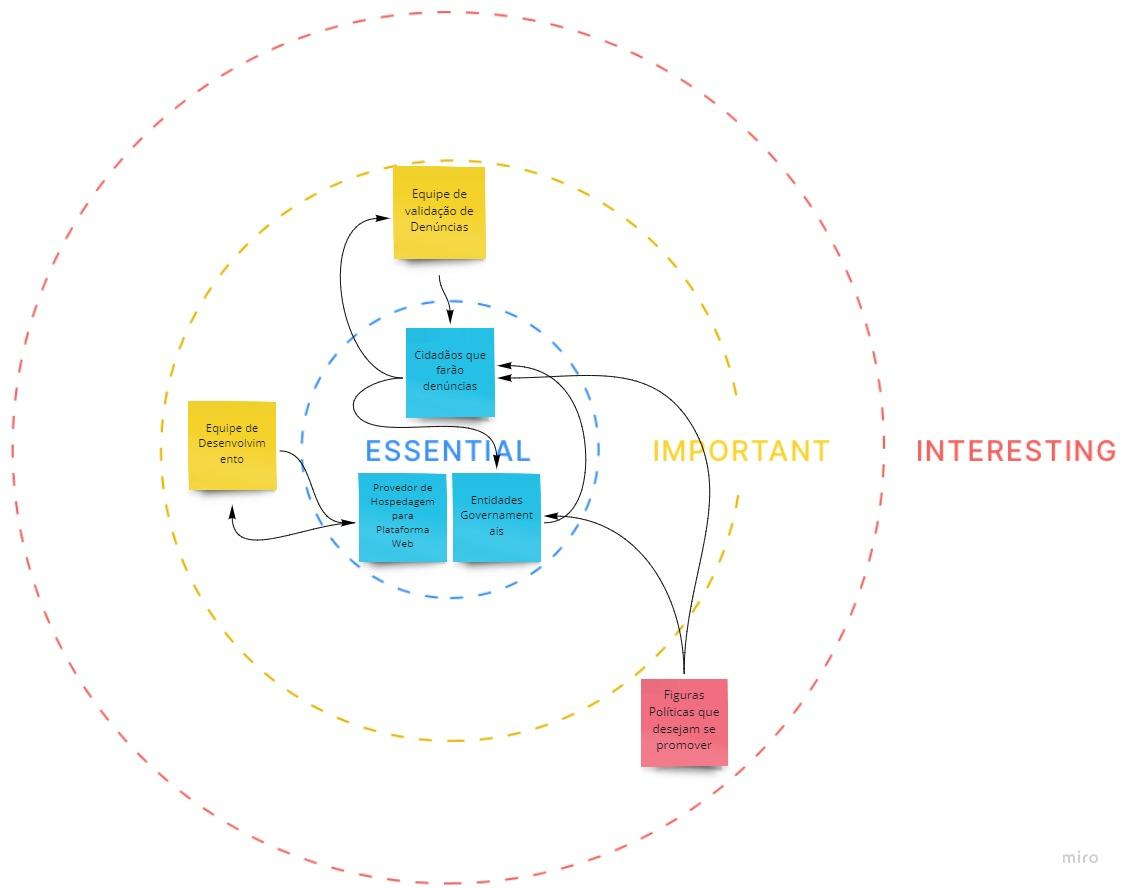 Equipe de
validação de
Denúncias
Cidadãos que
farão
denúncias
Equipe de
Desenvolvim
ento
ESSENTIAL
IMPORTANT
INTERESTING
Provedor de
Hospedagem
para
Plataforma
Web
Entidades
Governament
ais
Figuras
Políticas que
desejam se
promover
miro